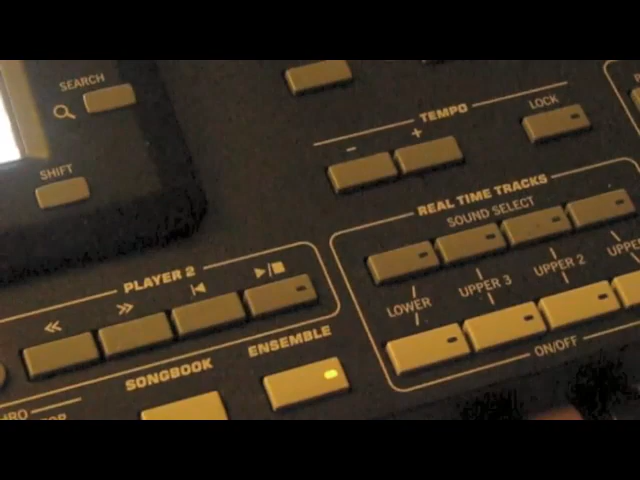 SEARCH
SHIFT
TEMPO
LOCK
- +
REAL TIME TRACKS
SOUND SELECT
LOWER
UPPER 3
UPPER 2
ON/OFF
PLAYER 2
SONGBOOK
ENSEMBLE